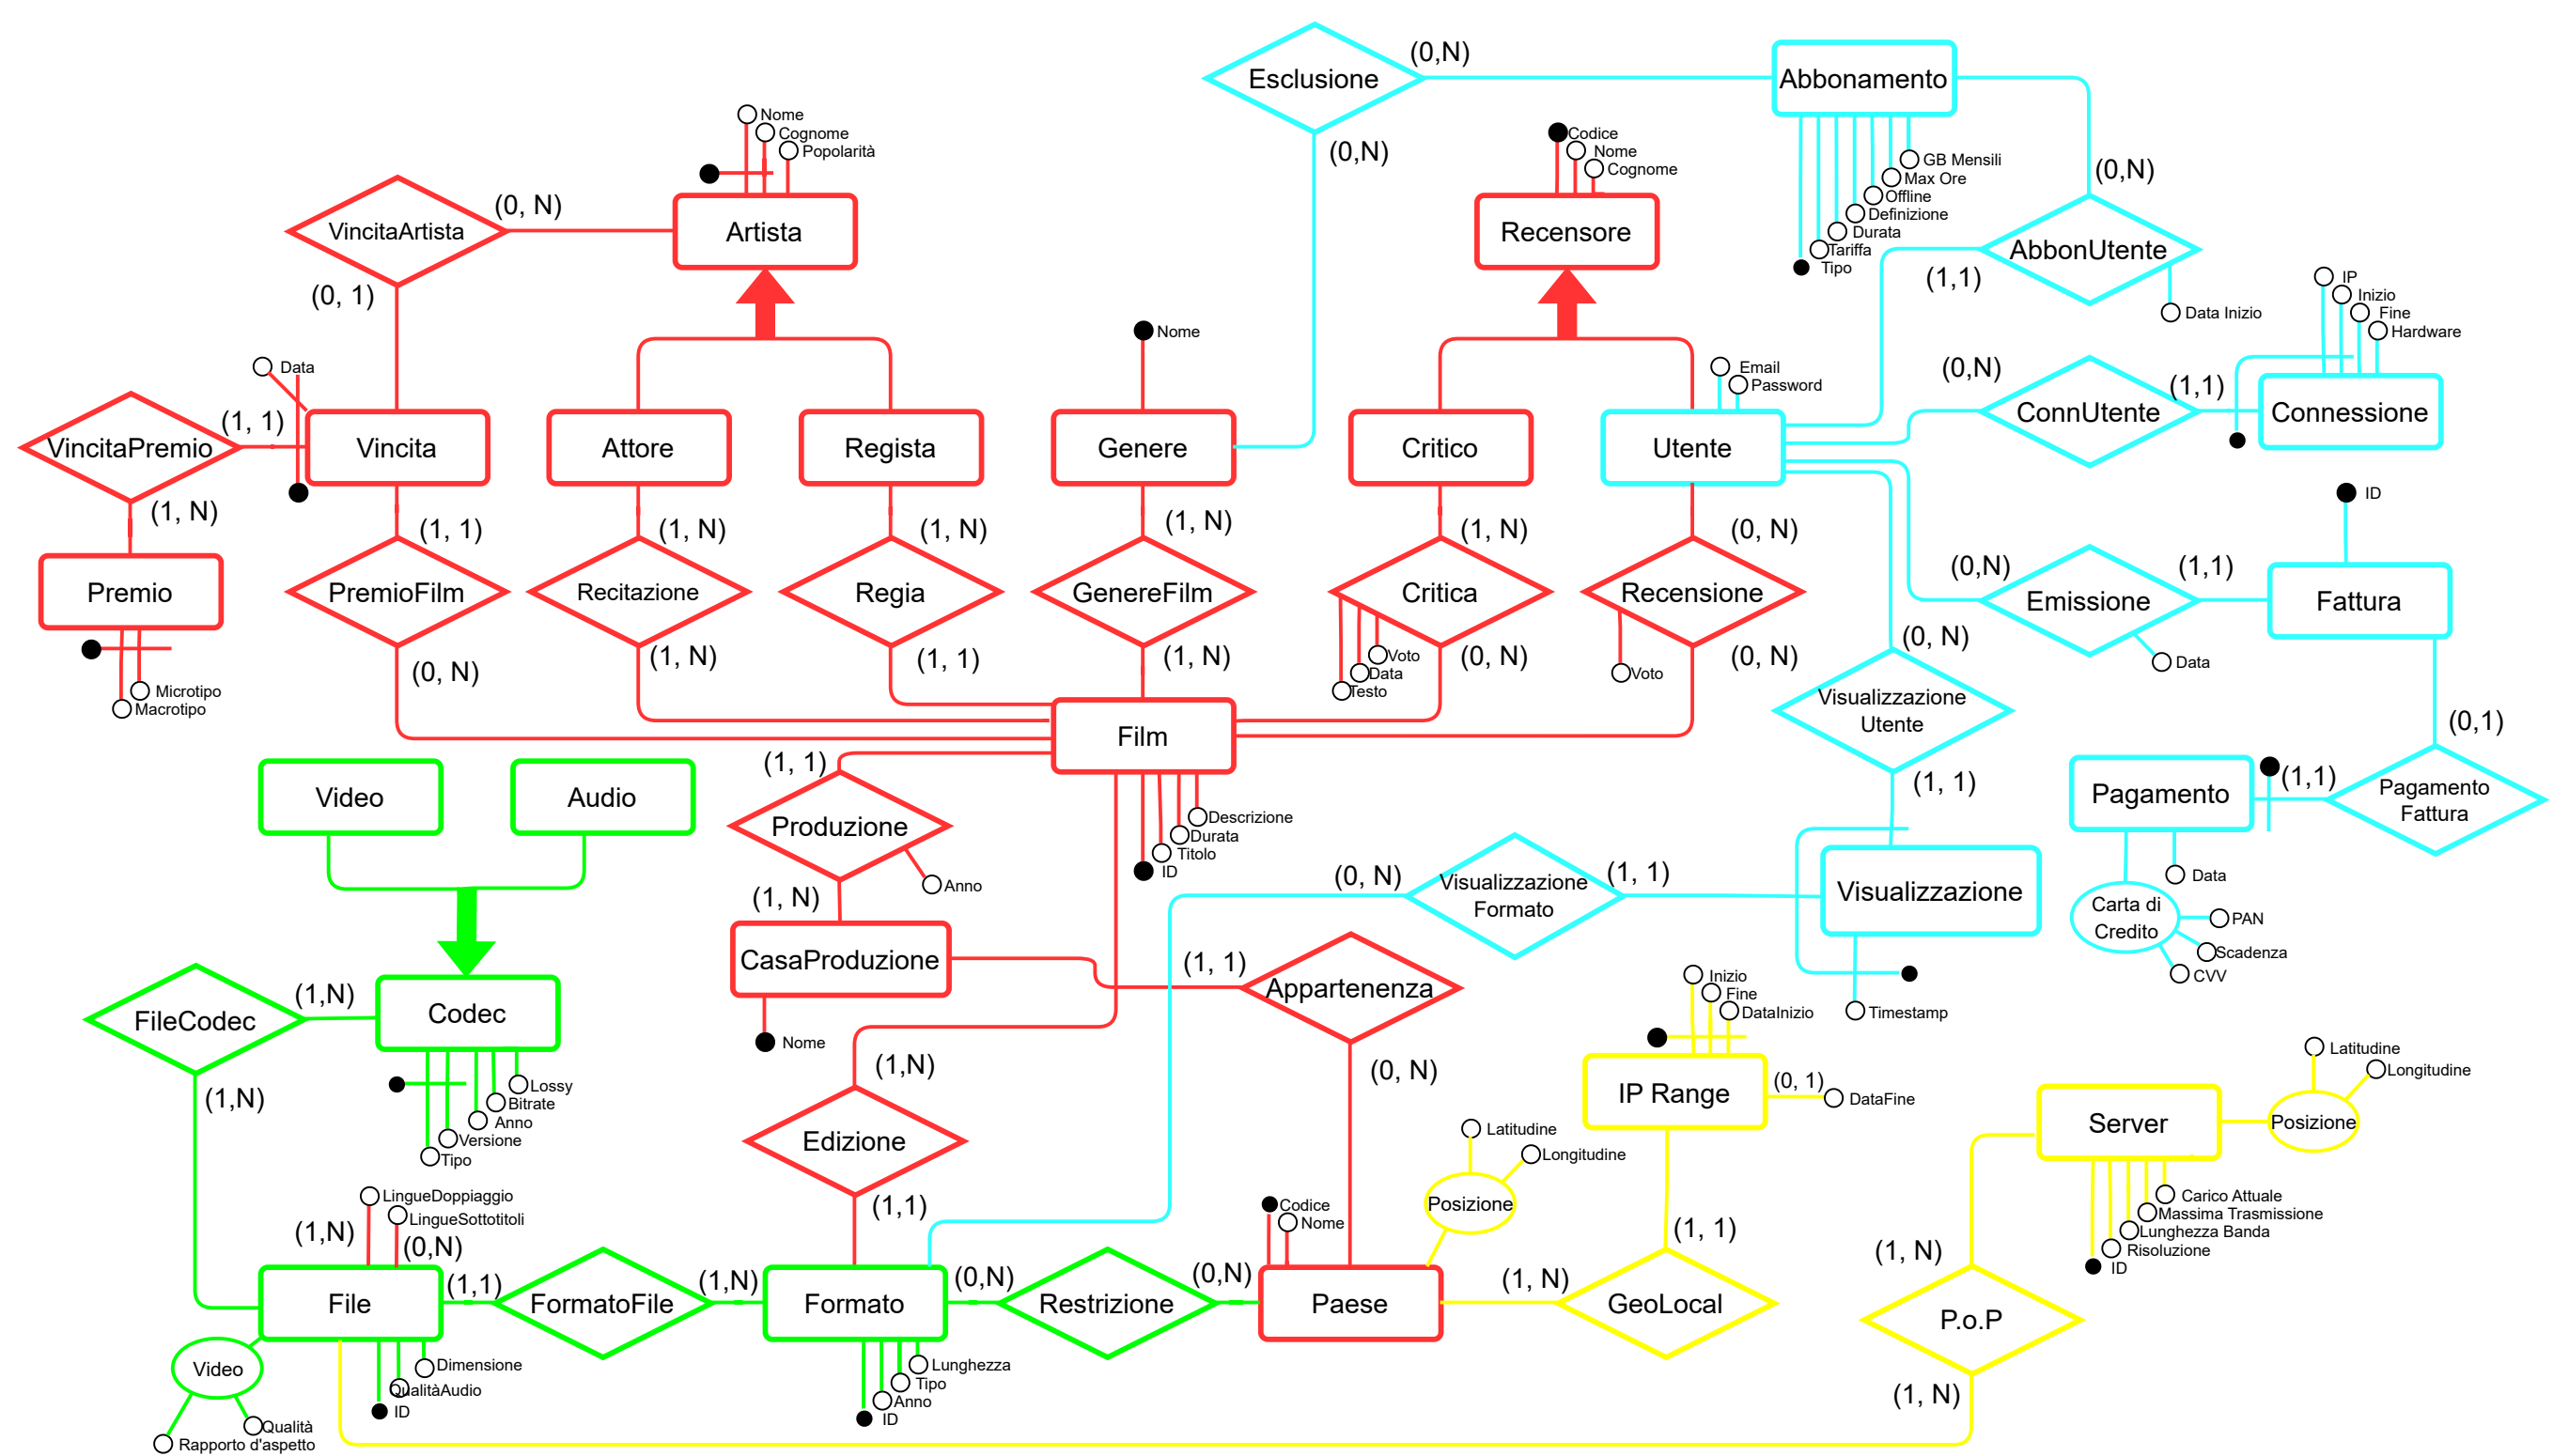 Esclusione
(0,N)
Abbonamento
(0,N)
(0,N)
GB Mensili
Max Ore
Offline
Definizione
Durata
Tariffa
Tipo
AbbonUtente
(1,1)
Data Inizio
Nome
Cognome
Popolarità
Artista
VincitaArtista
(0, N)
(0, 1)
Codice
Nome
Cognome
Recensore
IP
Inizio
Fine
Hardware
Nome
Data
Email
Password
(0,N)
ConnUtente
(1,1)
Connessione
VincitaPremio
(1, 1)
Vincita
Attore
Regista
Genere
Critico
Utente
(1, N)
(1, 1)
(1, N)
(1, N)
(1, N)
(1, N)
(0, N)
ID
Premio
PremioFilm
Recitazione
Regia
GenereFilm
Critica
Recensione
(0,N)
Emissione
(1,1)
Fattura
Data
Microtipo
Macrotipo
(0, N)
(1, N)
(1, 1)
(1, N)
Voto
Data
Testo
(0, N)
Voto
(0, N)
(0, N)
Visualizzazione
Utente
(1, 1)
(0,1)
Film
Video
Audio
(1, 1)
Produzione
Anno
(1, N)
Descrizione
Durata
Titolo
ID
Pagamento
(1,1)
Pagamento
Fattura
Data
Carta di
Credito
PAN
Scadenza
CVV
(0, N)
Visualizzazione
Formato
(1, 1)
Visualizzazione
Timestamp
CasaProduzione
Nome
(1, 1)
Appartenenza
(0, N)
FileCodec
(1,N)
Codec
(1,N)
Lossy
Bitrate
Anno
Versione
Tipo
(1,N)
Edizione
(1,1)
Inizio
Fine
DataInizio
IP Range
(0, 1)
DataFine
Latitudine
Longitudine
Server
Posizione
Carico Attuale
Massima Trasmissione
Lunghezza Banda
Risoluzione
ID
Latitudine
Longitudine
Posizione
LingueDoppiaggio
LingueSottotitoli
(1,N)
(0,N)
Codice
Nome
(1, 1)
(1, N)
File
(1,1)
FormatoFile
(1,N)
Formato
(0,N)
Restrizione
(0,N)
Paese
(1, N)
GeoLocal
P.o.P
(1, N)
Video
Dimensione
QualitàAudio
ID
Qualità
Rapporto d'aspetto
Lunghezza
Tipo
Anno
ID